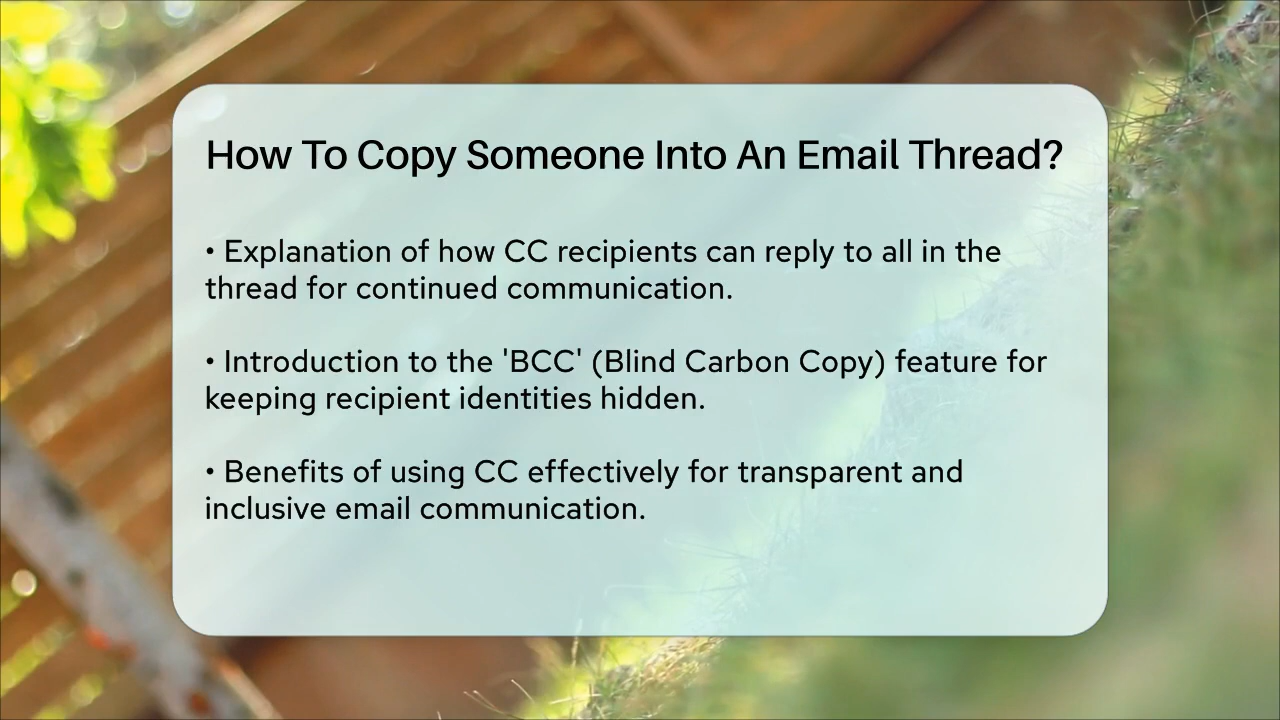 How To Copy Someone Into An Email Thread?
• Explanation of how CC recipients can reply to all in the
thread for continued communication.
• Introduction to the 'BCC' (Blind Carbon Copy) feature for
keeping recipient identities hidden.
• Benefits of using CC effectively for transparent and
inclusive email communication.